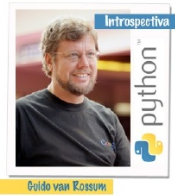 Introspectiva
python
Guido van Rossum